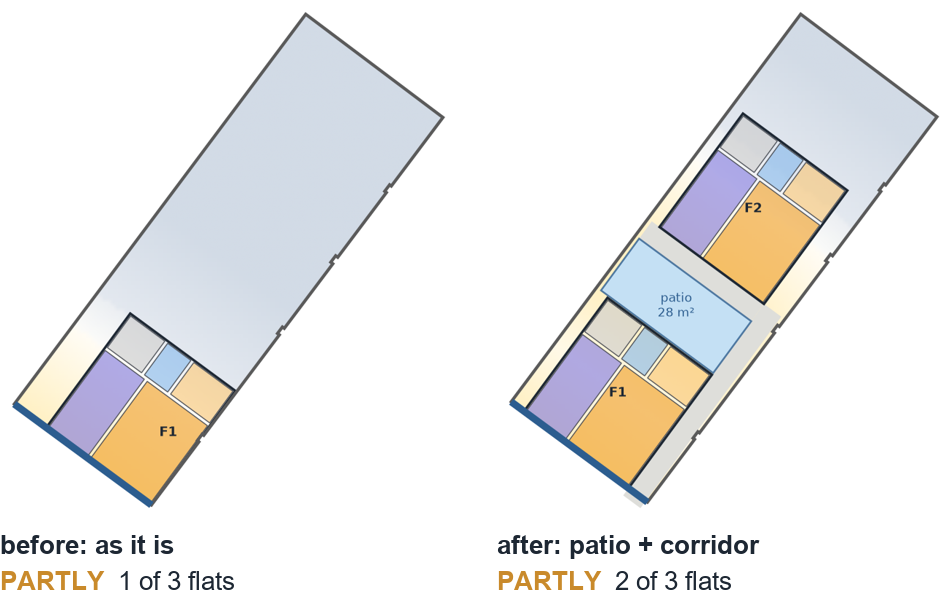 F1
before: as it is
PARTLY 1 of 3 flats
F2
patio
28 m²
F1
after: patio + corridor
PARTLY 2 of 3 flats